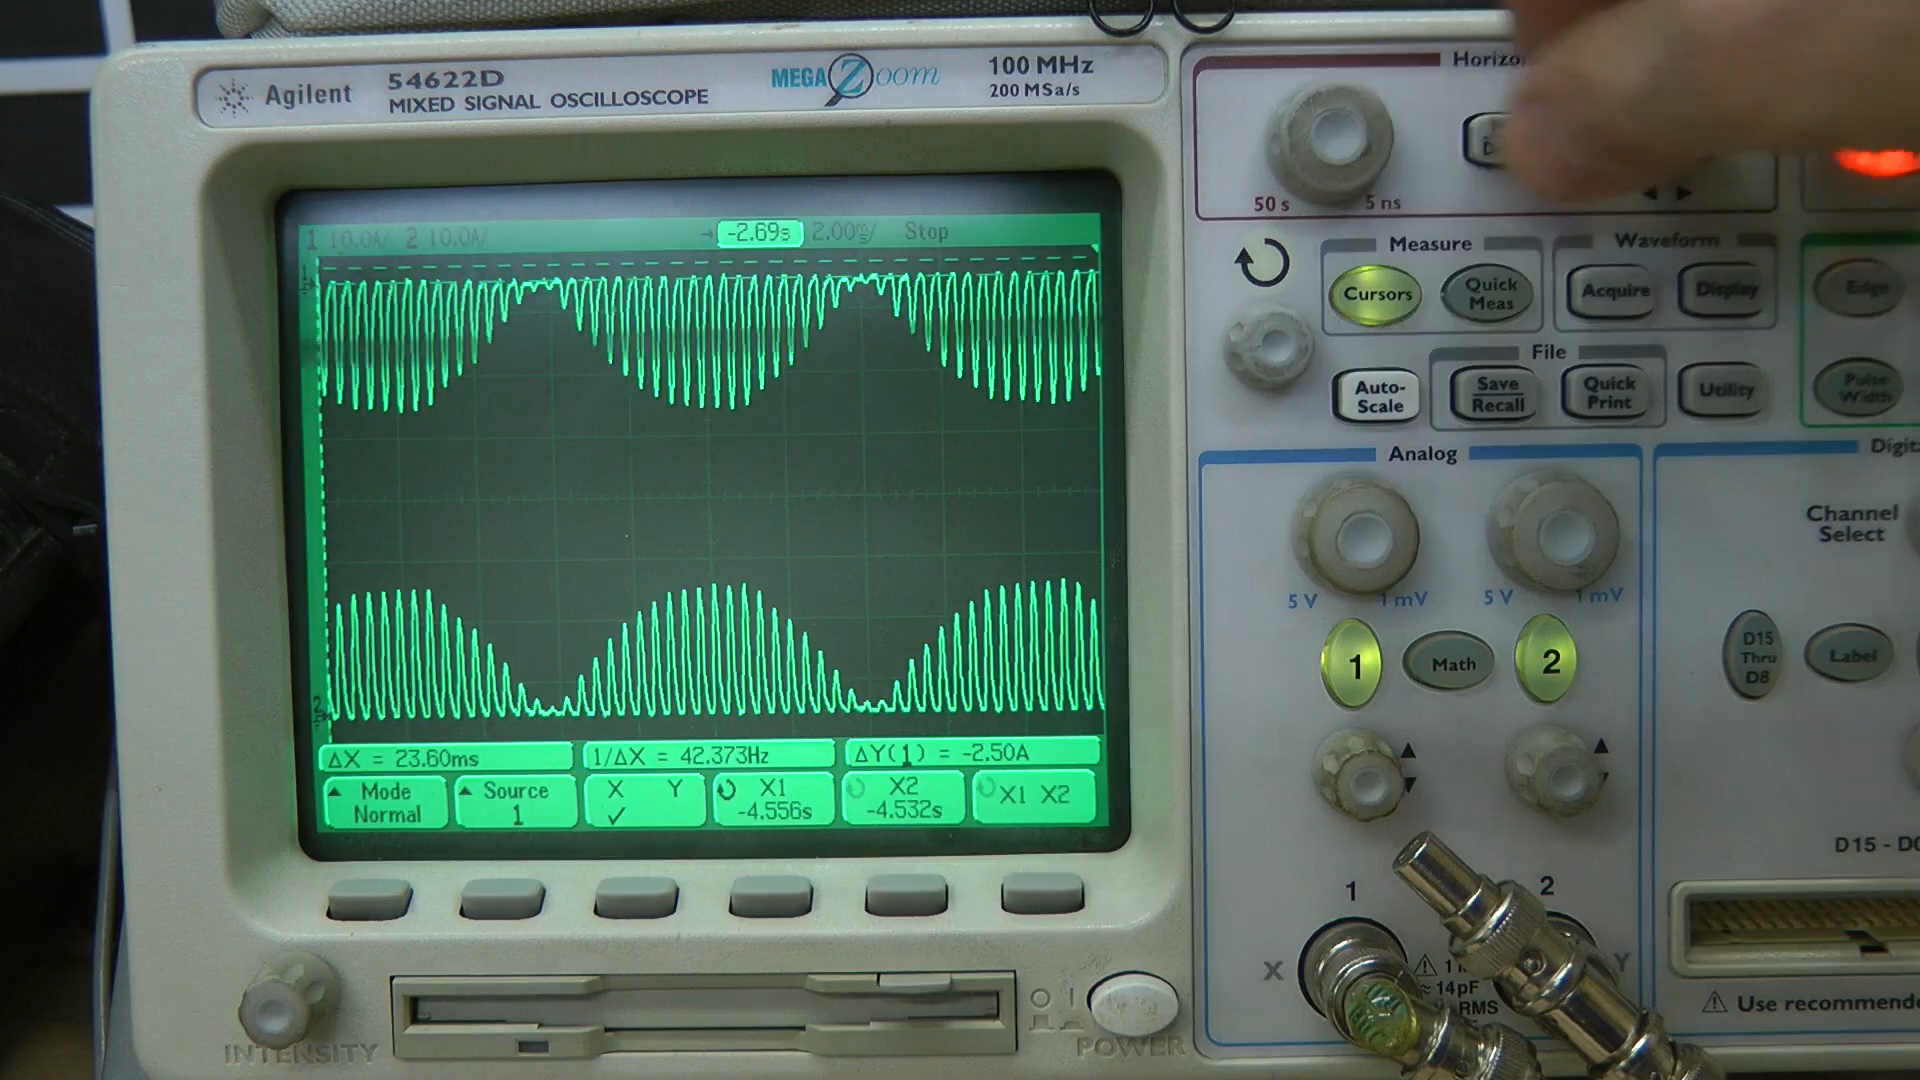 Agilent
54622D
MIXED SIGNAL OSCILLOSCOPE
MEGA Zoom
100 MHz
200 MSa/s
1 10.0A/ 2 10.0A/ -2.69s 2.00m/ Stop
ΔX = 23.60ms
1/ΔX = 42.373Hz
ΔY(1) = -2.50A
Mode
Normal
Source
1
X Y
✓
X1
-4.556s
X2
-4.532s
X1 X2
INTENSITY
POWER
50 s
5 ns
Measure
Cursors
Quick
Meas
Waveform
Acquire
Display
Edge
Auto-
Scale
File
Save
Recall
Quick
Print
Utility
Pulse
Width
Analog
5 V
1 mV
5 V
1 mV
1
Math
2
Channel
Select
D15
Thru
D8
Label
1
2
X
Y
14pF
RMS
Use